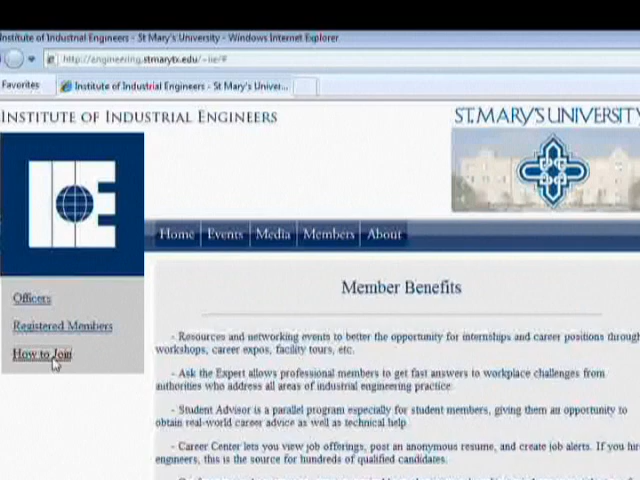 Institute of Industrial Engineers - St Mary's University - Windows Internet Explorer
http://engineering.stmarytx.edu/~iie/#
Favorites
Institute of Industrial Engineers - St Mary's Univer...
INSTITUTE OF INDUSTRIAL ENGINEERS
ST. MARY'S UNIVERSITY
IE
Home Events Media Members About
Officers
Registered Members
How to Join
Member Benefits
- Resources and networking events to better the opportunity for internships and career positions through
workshops, career expos, facility tours, etc.
- Ask the Expert allows professional members to get fast answers to workplace challenges from
authorities who address all areas of industrial engineering practice
- Student Advisor is a parallel program especially for student members, giving them an opportunity to
obtain real-world career advice as well as technical help
- Career Center lets you view job offerings, post an anonymous resume, and create job alerts. If you
engineers, this is the source for hundreds of qualified candidates.